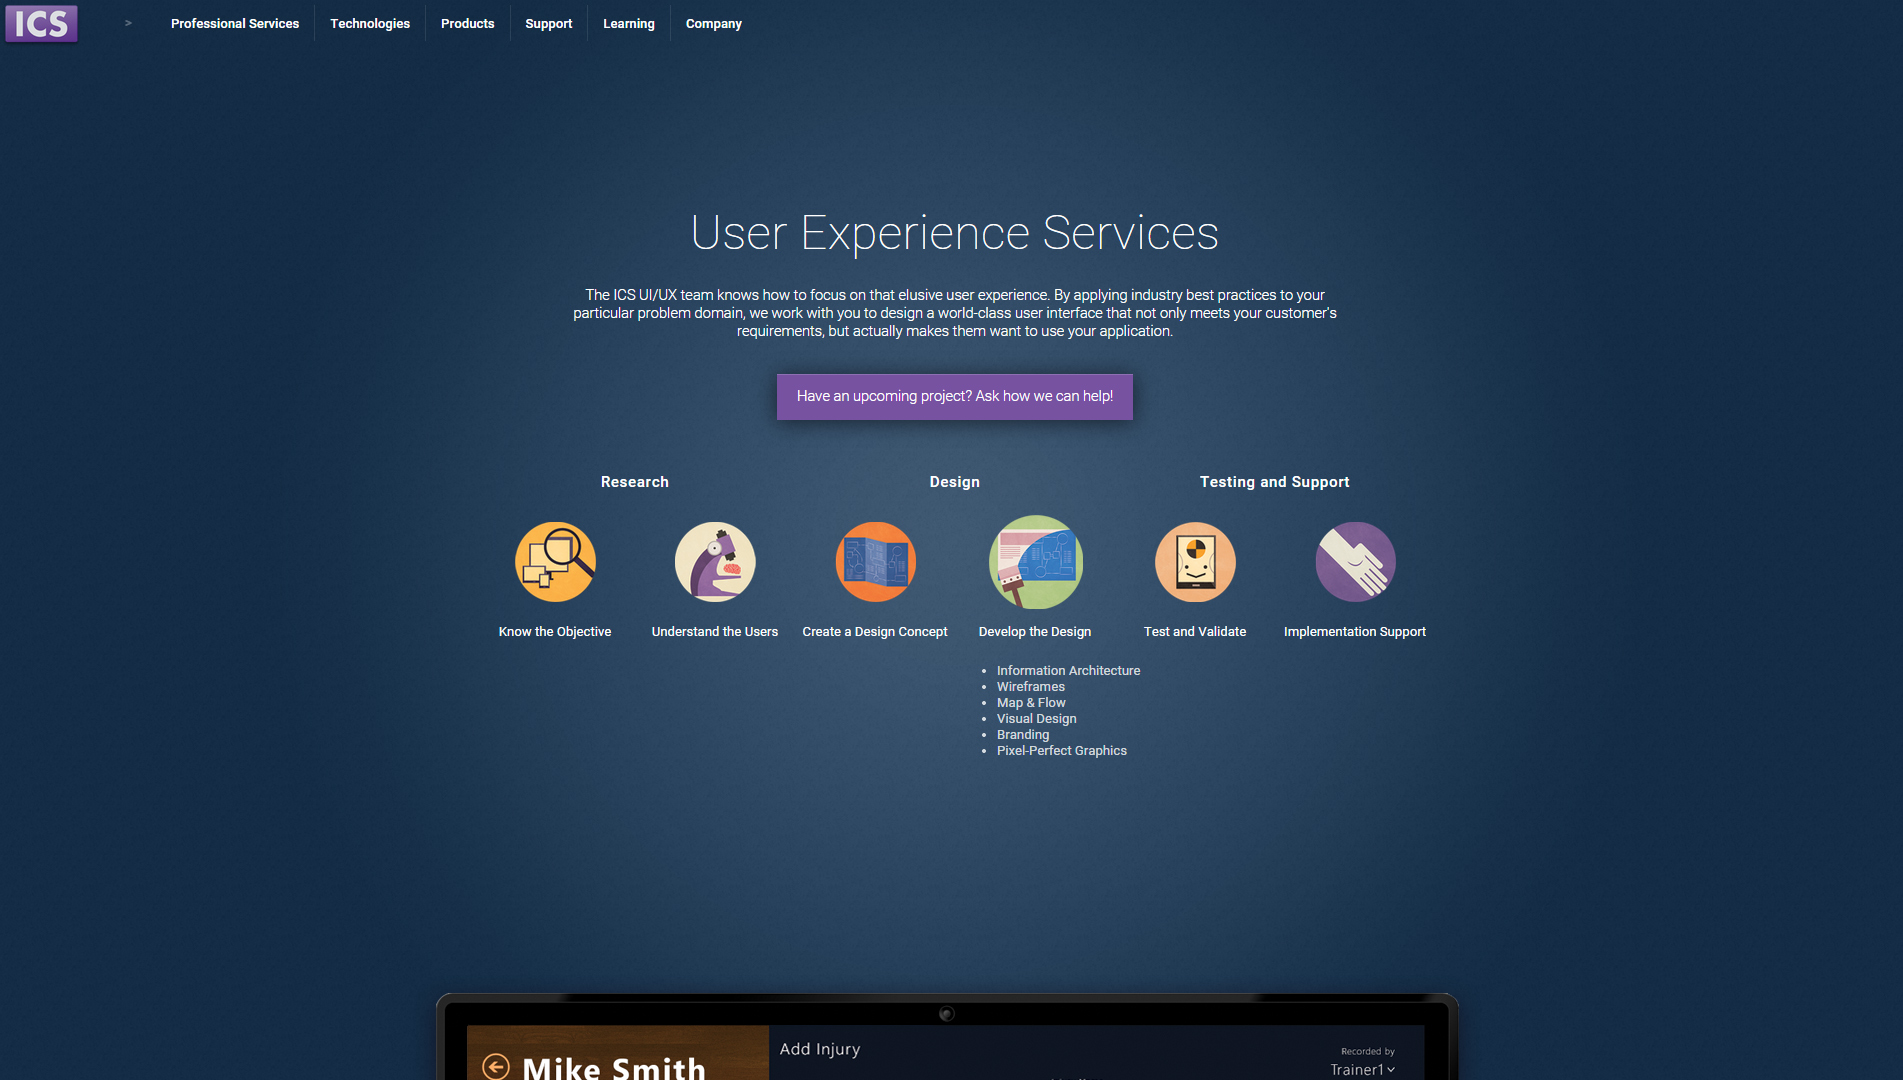 ICS
>
Professional Services
Technologies
Products
Support
Learning
Company
User Experience Services
The ICS UI/UX team knows how to focus on that elusive user experience. By applying industry best practices to your
particular problem domain, we work with you to design a world-class user interface that not only meets your customer's
requirements, but actually makes them want to use your application.
Have an upcoming project? Ask how we can help!
Research
Design
Testing and Support
Know the Objective
Understand the Users
Create a Design Concept
Develop the Design
Test and Validate
Implementation Support
• Information Architecture
• Wireframes
• Map & Flow
• Visual Design
• Branding
• Pixel-Perfect Graphics
Mike Smith
Add Injury
Recorded by
Trainer1